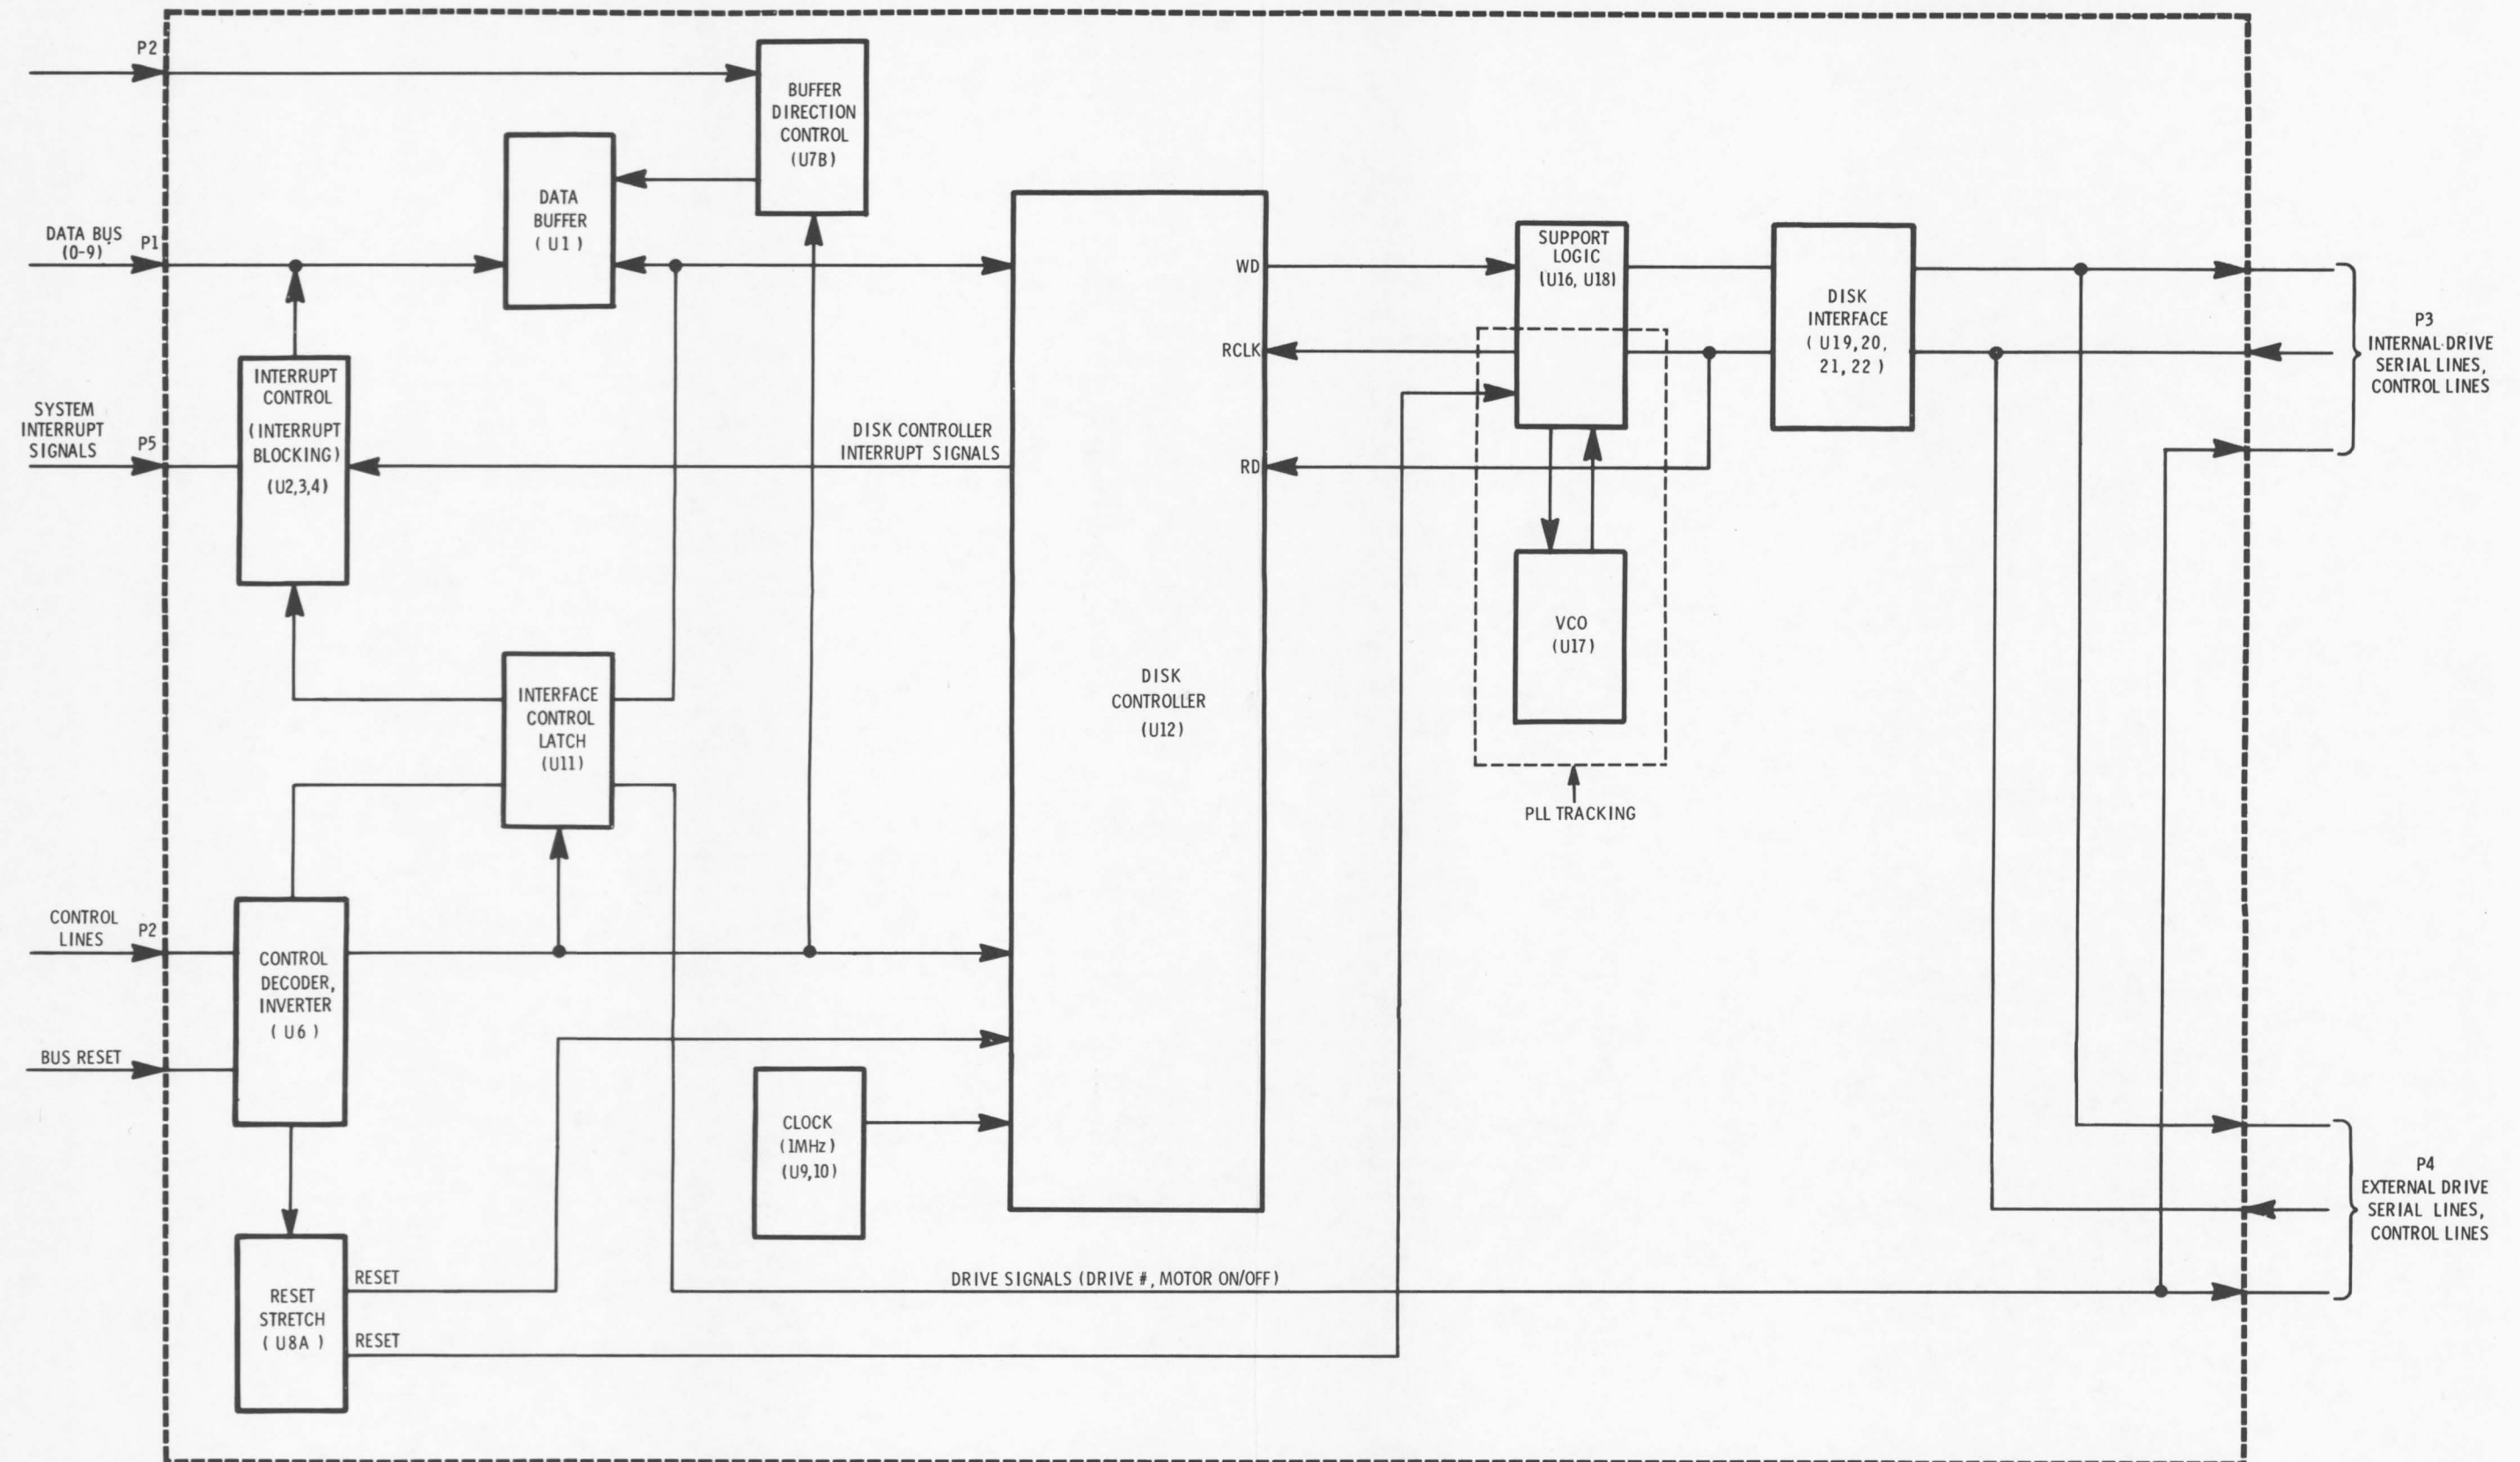 P2
BUFFER
DIRECTION
CONTROL
(U7B)
DATA
BUFFER
(U1)
DATA BUS
(0-9)
P1
SUPPORT
LOGIC
(U16, U18)
WD
DISK
INTERFACE
( U19,20,
21,22 )
RCLK
P3
INTERNAL DRIVE
SERIAL LINES,
CONTROL LINES
INTERRUPT
CONTROL
(INTERRUPT
BLOCKING)
(U2,3,4)
SYSTEM
INTERRUPT
SIGNALS
P5
DISK CONTROLLER
INTERRUPT SIGNALS
RD
VCO
(U17)
INTERFACE
CONTROL
LATCH
(U11)
DISK
CONTROLLER
(U12)
PLL TRACKING
CONTROL
LINES
P2
CONTROL
DECODER,
INVERTER
( U6 )
BUS RESET
CLOCK
(1MHz)
(U9,10)
P4
EXTERNAL DRIVE
SERIAL LINES,
CONTROL LINES
RESET
STRETCH
( U8A )
RESET
DRIVE SIGNALS (DRIVE #, MOTOR ON/OFF)
RESET